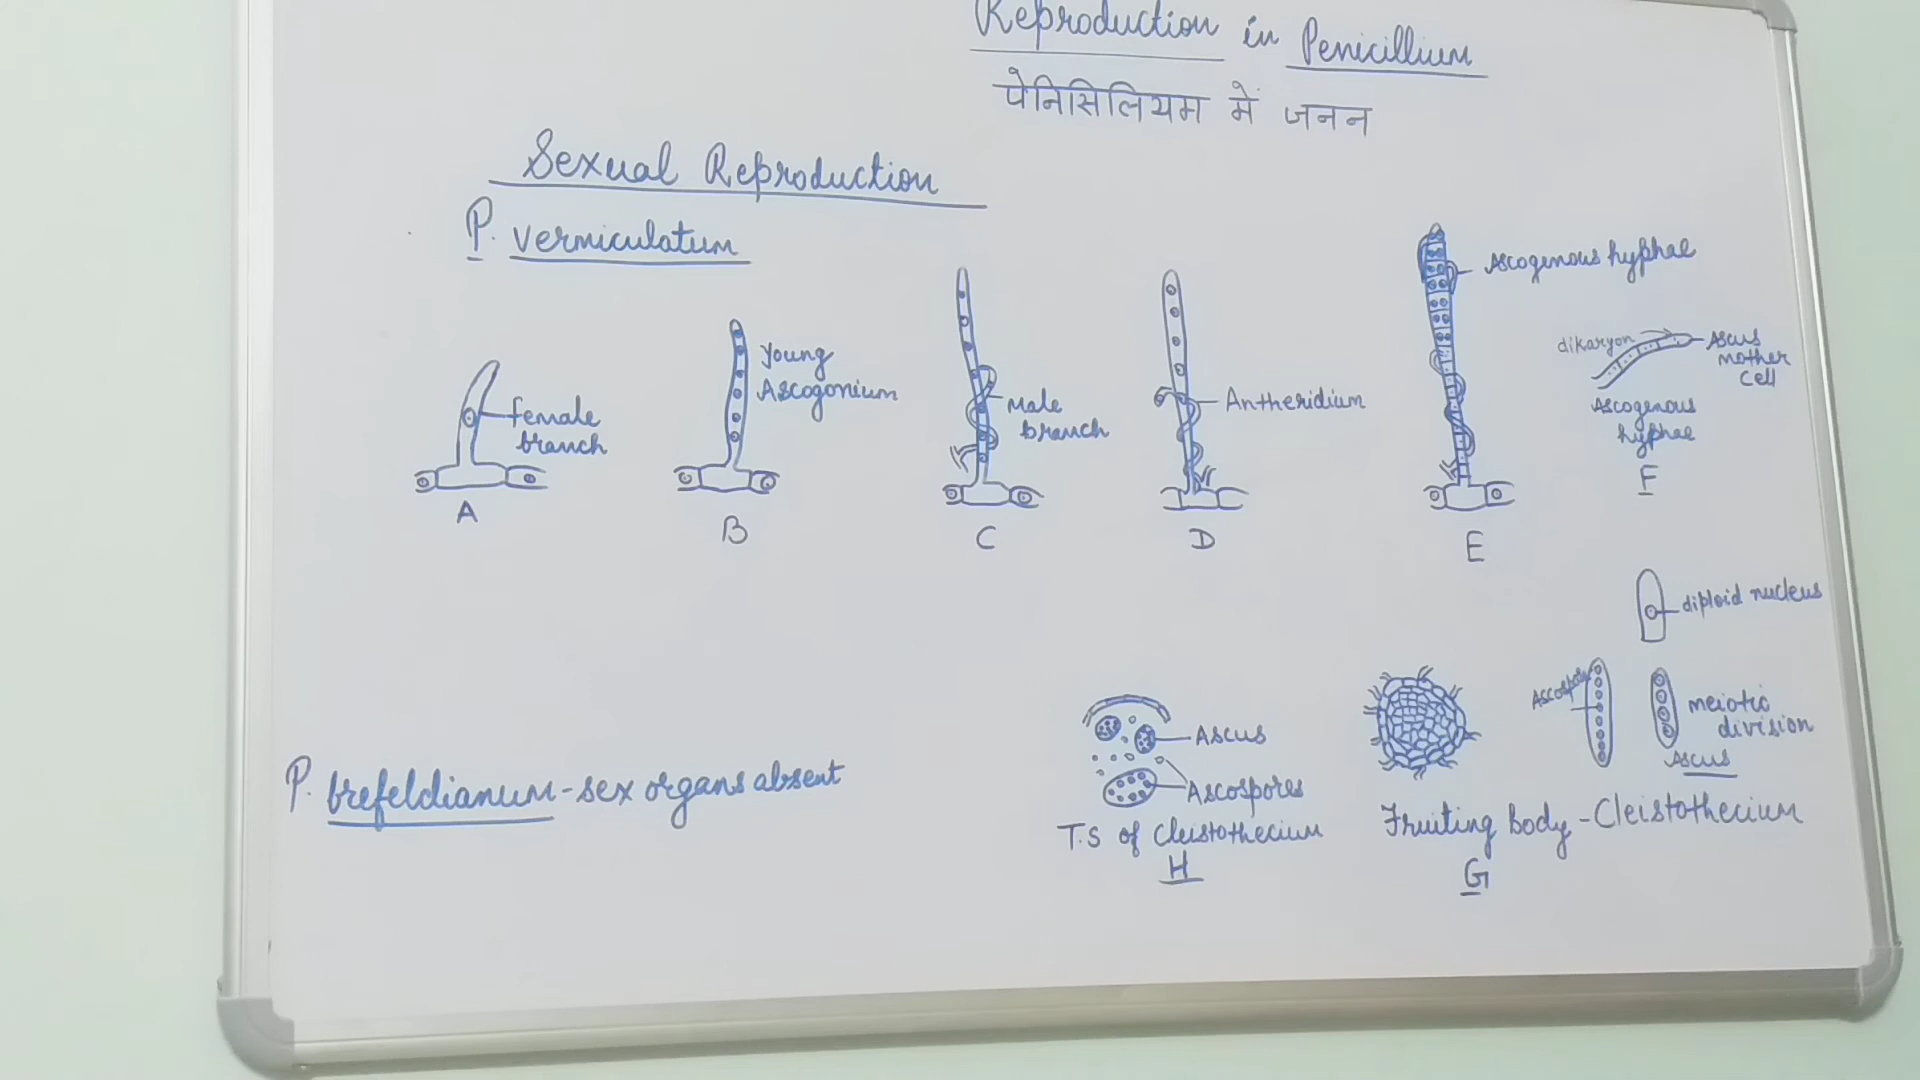 Reproduction in Penicillium
पेनिसिलियम में जनन
Sexual Reproduction
P. vermiculatum
female
branch
A
Young
Ascogonium
B
Male
branch
C
Antheridium
D
Ascogenous hyphae
E
dikaryon
Ascus
mother
cell
Ascogenous
hyphae
F
diploid nucleus
Ascospore
meiotic
division
Ascus
Fruiting body - Cleistothecium
G
Ascus
Ascospores
T.S of Cleistothecium
H
P. brefeldianum - sex organs absent